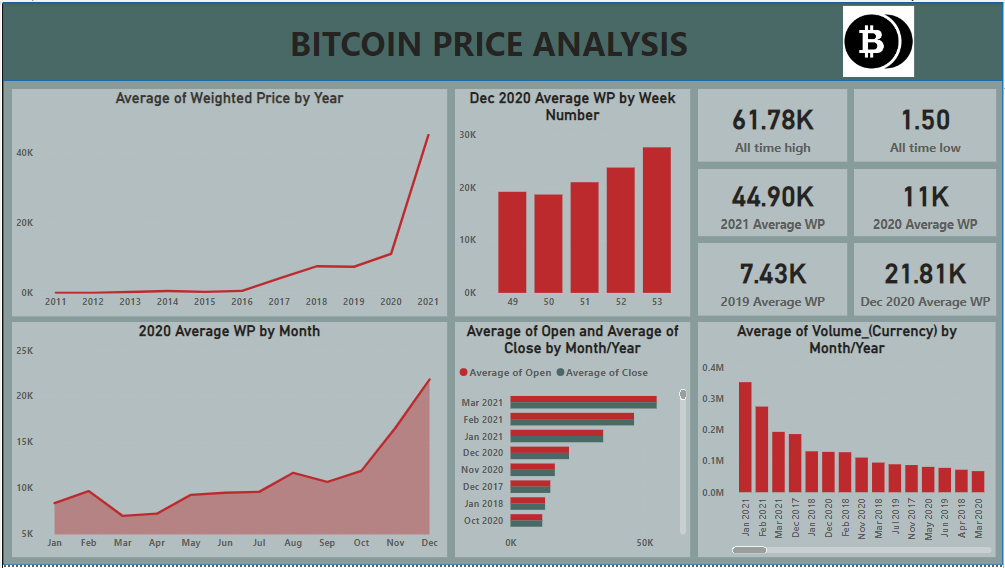 BITCOIN PRICE ANALYSIS
Average of Weighted Price by Year
40K
20K
0K
2011 2012 2013 2014 2015 2016 2017 2018 2019 2020 2021
Dec 2020 Average WP by Week
Number
30K
20K
10K
0K
49 50 51 52 53
61.78K
All time high
1.50
All time low
44.90K
2021 Average WP
11K
2020 Average WP
7.43K
2019 Average WP
21.81K
Dec 2020 Average WP
2020 Average WP by Month
25K
20K
15K
10K
5K
Jan Feb Mar Apr May Jun Jul Aug Sep Oct Nov Dec
Average of Open and Average of
Close by Month/Year
Average of Open Average of Close
Mar 2021
Feb 2021
Jan 2021
Dec 2020
Nov 2020
Dec 2017
Jan 2018
Oct 2020
0K 50K
Average of Volume_(Currency) by
Month/Year
0.4M
0.3M
0.2M
0.1M
0.0M
Jan 2021
Feb 2021
Mar 2021
Dec 2017
Jan 2018
Dec 2020
Feb 2018
Nov 2020
Mar 2018
Jul 2019
Nov 2017
May 2020
Jun 2019
Apr 2018
Mar 2020